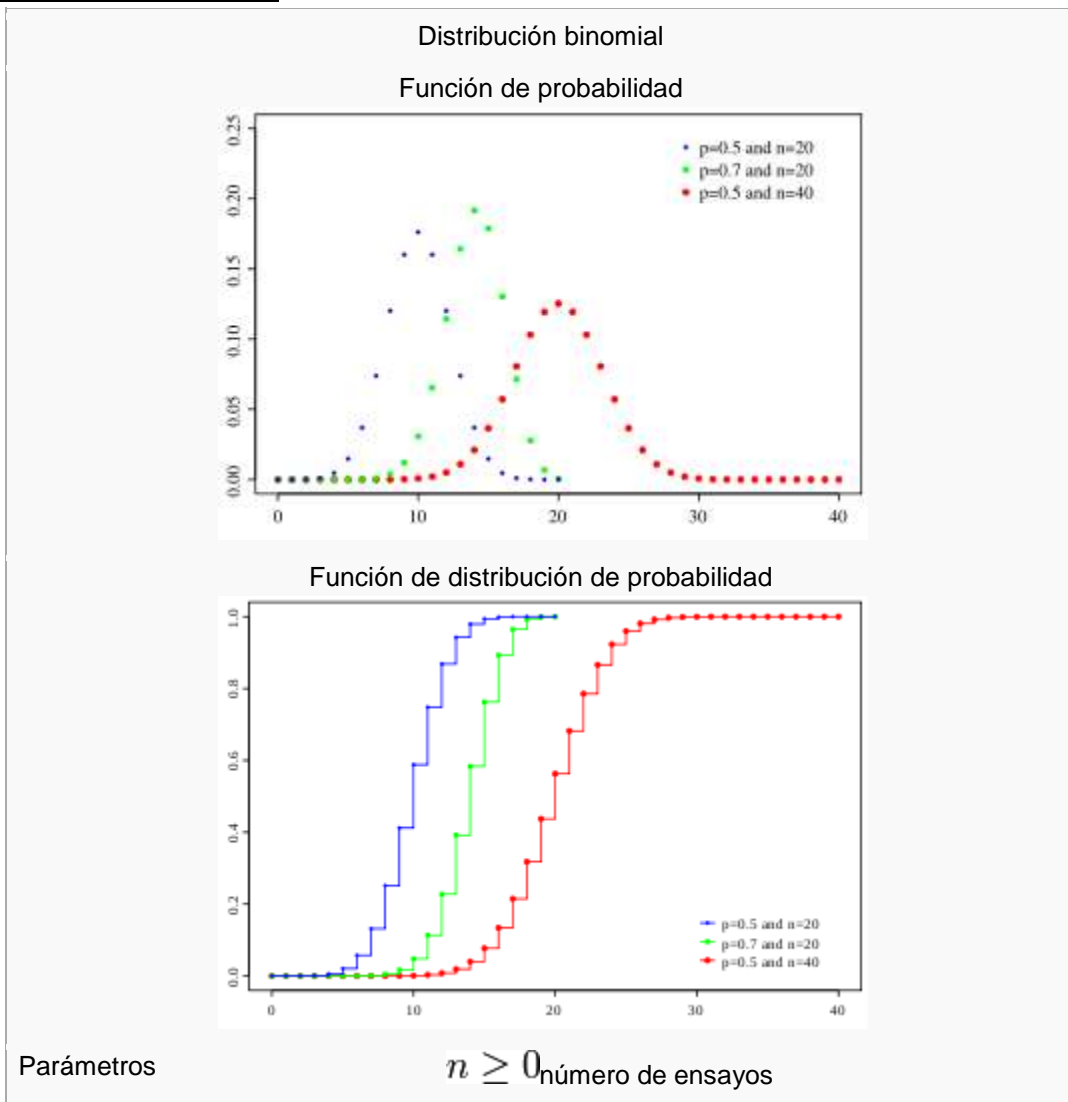 Distribución binomial
Función de probabilidad
0.25
0.20
0.15
0.10
0.05
0.00
p=0.5 and n=20
p=0.7 and n=20
p=0.5 and n=40
0 10 20 30 40
Función de distribución de probabilidad
1.0
0.8
0.6
0.4
0.2
0.0
p=0.5 and n=20
p=0.7 and n=20
p=0.5 and n=40
0 10 20 30 40
Parámetros n ≥ 0 número de ensayos